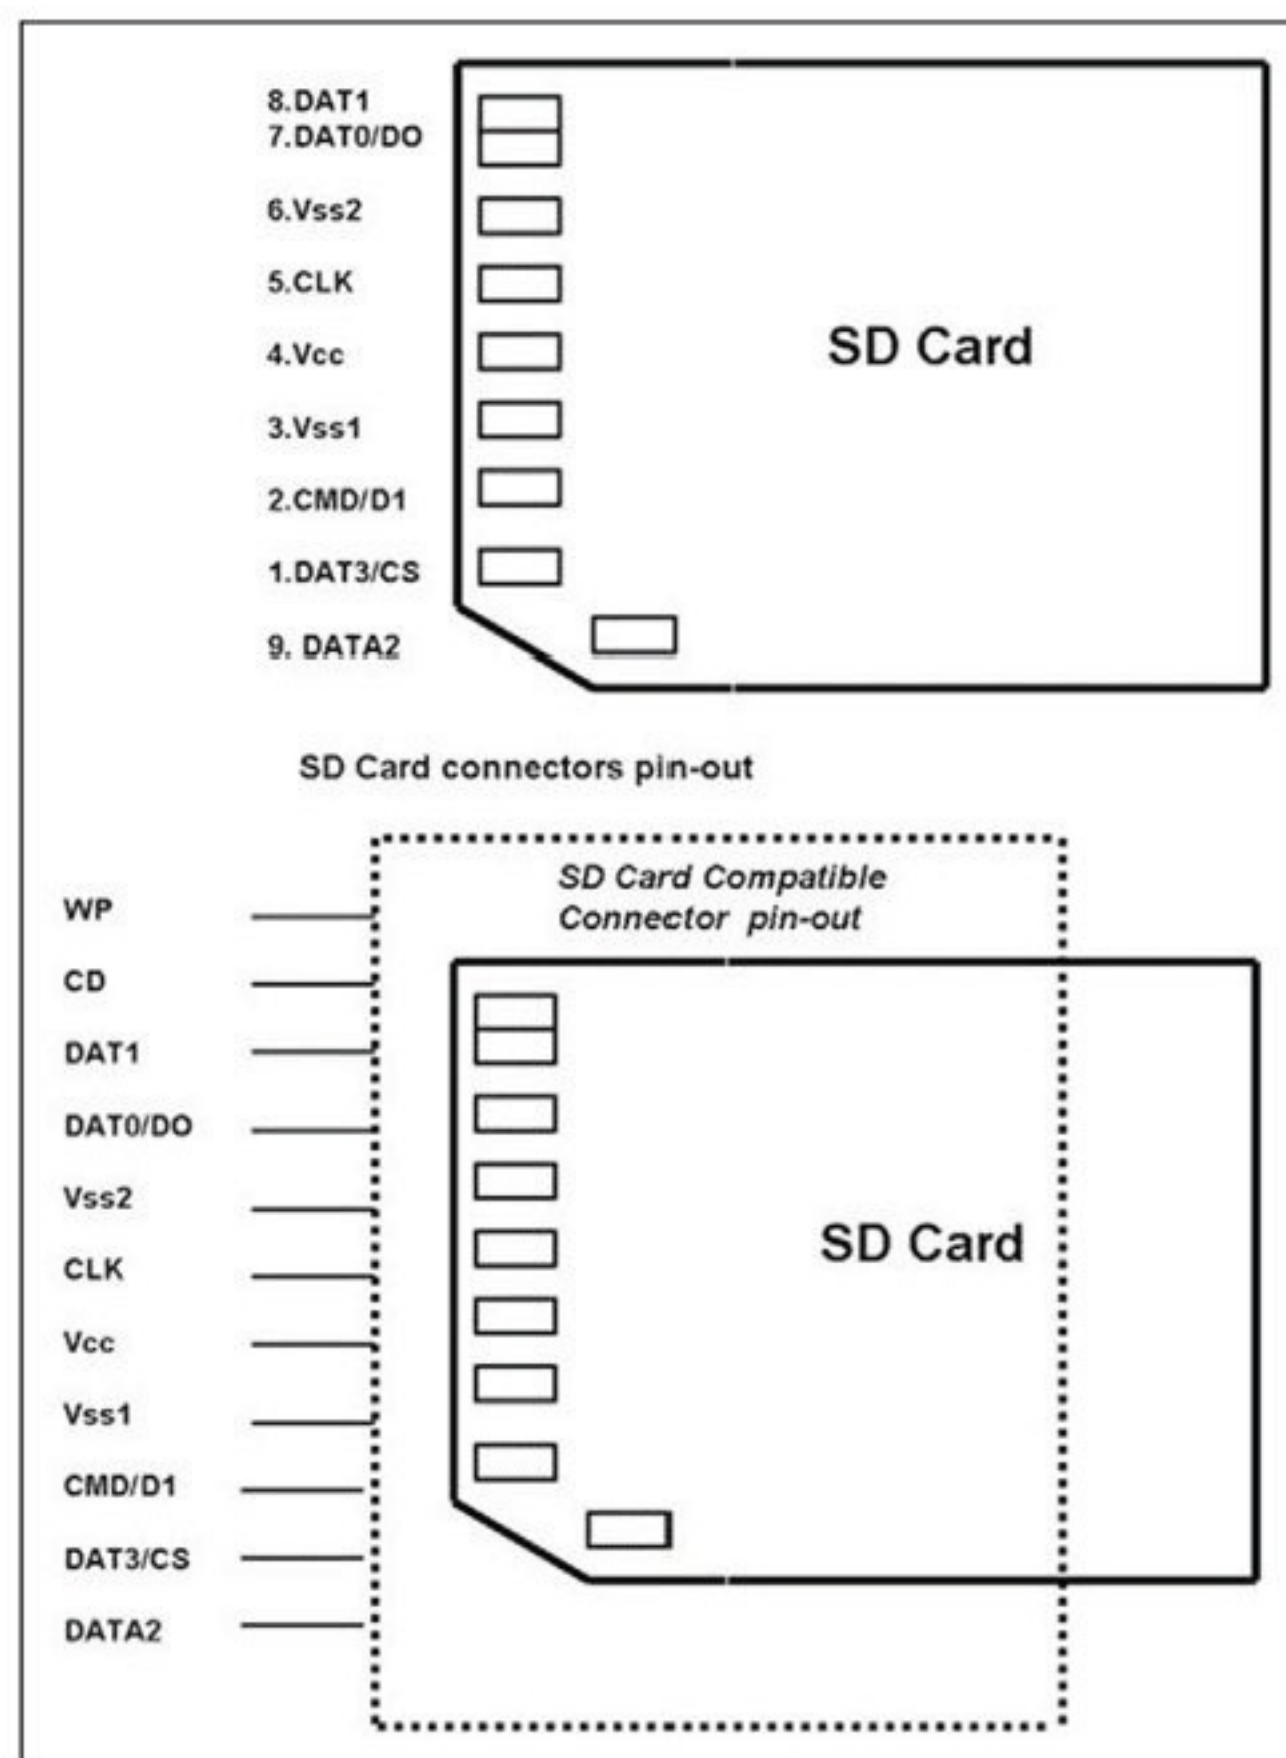 8.DAT1
7.DAT0/DO
6.Vss2
5.CLK
4.Vcc
3.Vss1
2.CMD/D1
1.DAT3/CS
9. DATA2
SD Card
SD Card connectors pin-out
SD Card Compatible
Connector pin-out
WP
CD
DAT1
DAT0/DO
Vss2
CLK
Vcc
Vss1
CMD/D1
DAT3/CS
DATA2
SD Card